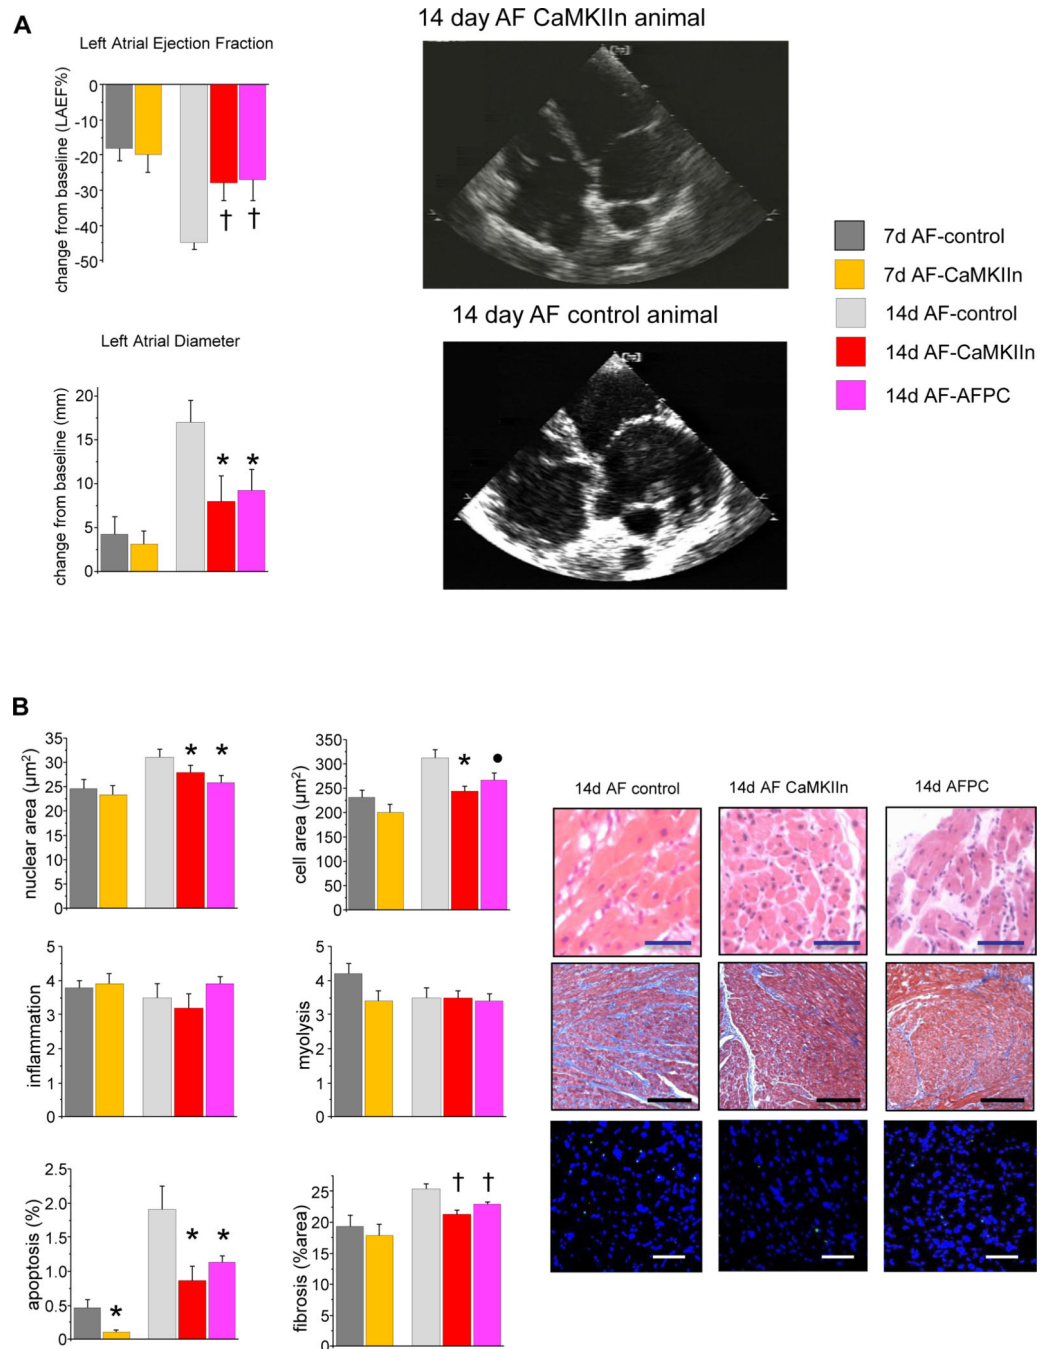 A
14 day AF CaMKIIn animal
Left Atrial Ejection Fraction
change from baseline (LAEF%)
0
-10
-20
-30
-40
-50
†
†
14 day AF control animal
7d AF-control
7d AF-CaMKIIn
14d AF-control
14d AF-CaMKIIn
14d AF-AFPC
Left Atrial Diameter
change from baseline (mm)
20
15
10
5
0
*
*
B
nuclear area (µm²)
35
30
25
20
15
10
5
0
*
*
cell area (µm²)
350
300
250
200
150
100
50
0
*
•
14d AF control
14d AF CaMKIIn
14d AFPC
inflammation
5
4
3
2
1
0
myolysis
5
4
3
2
1
0
apoptosis (%)
2.5
2.0
1.5
1.0
0.5
0
*
*
*
fibrosis (%area)
25
20
15
10
5
0
†
†